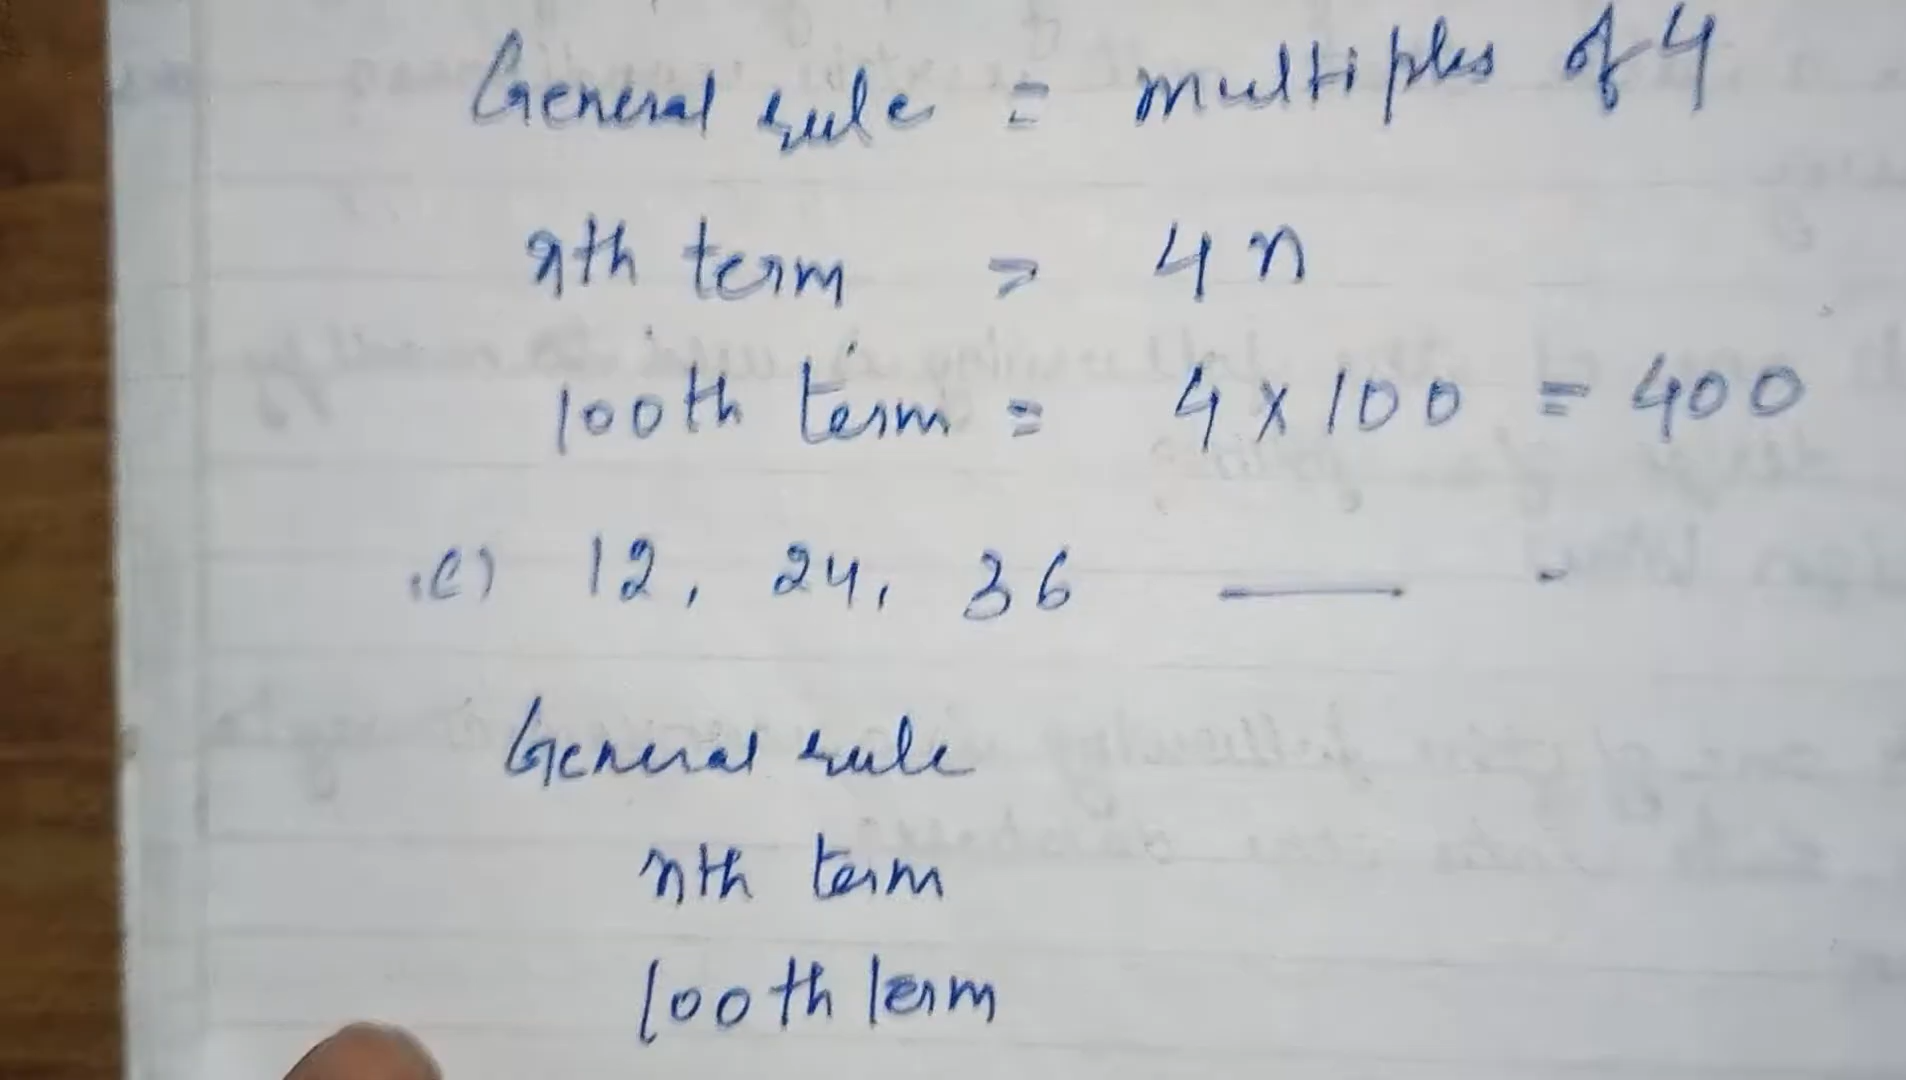 General rule = multiples of 4
nth term = 4n
100th term = 4 x 100 = 400
c) 12, 24, 36 ——
General rule
nth term
100th term